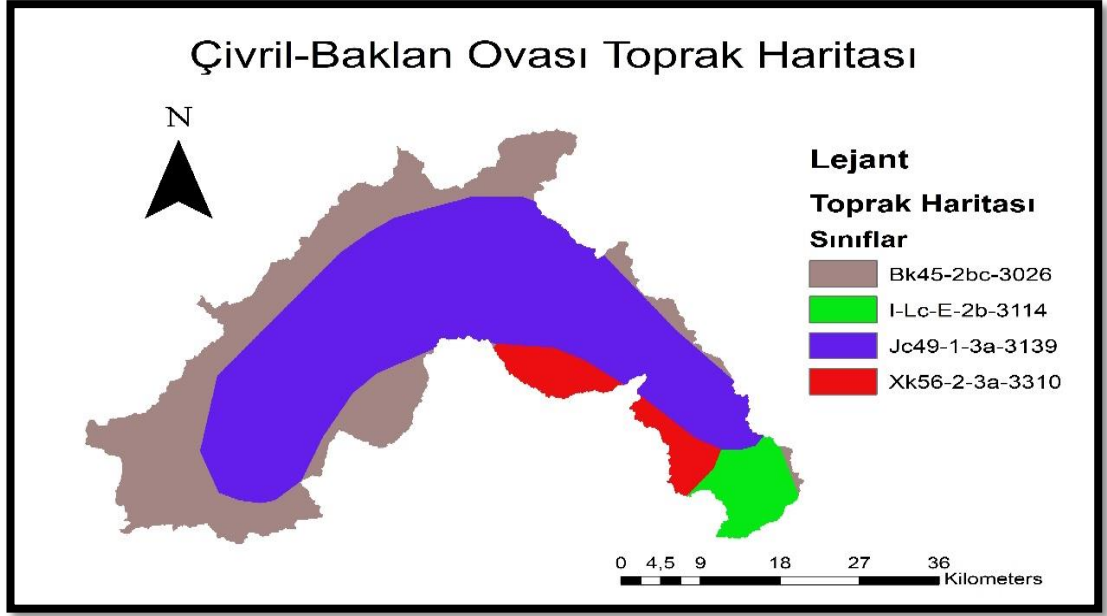 Çivril-Baklan Ovası Toprak Haritası
N
Lejant
Toprak Haritası
Sınıflar
Bk45-2bc-3026
I-Lc-E-2b-3114
Jc49-1-3a-3139
Xk56-2-3a-3310
0 4,5 9 18 27 36
Kilometers